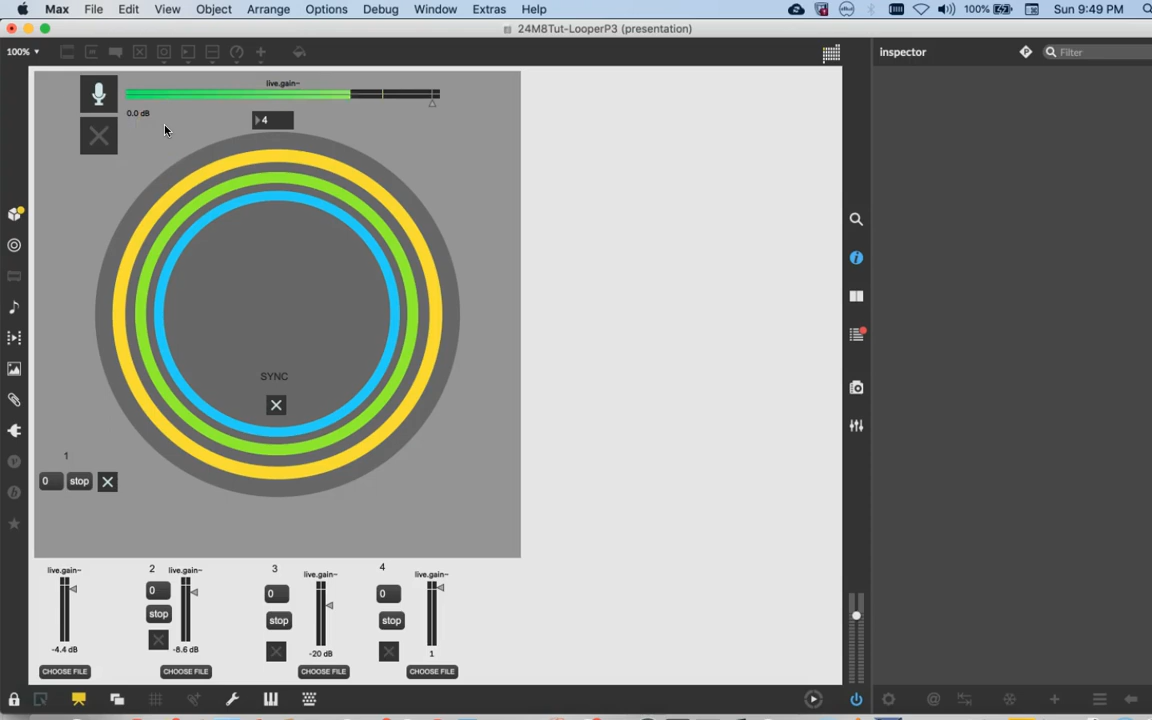 Max File Edit View Object Arrange Options Debug Window Extras Help 100% Sun 9:49 PM
24M8Tut-LooperP3 (presentation)
100%
inspector
Filter
live.gain~
0.0 dB
4
SYNC
1
0 stop
live.gain~ 2 live.gain~ 3 live.gain~ 4 live.gain~
0 0 0
stop stop stop
-4.4 dB -8.6 dB -20 dB 1
CHOOSE FILE CHOOSE FILE CHOOSE FILE CHOOSE FILE